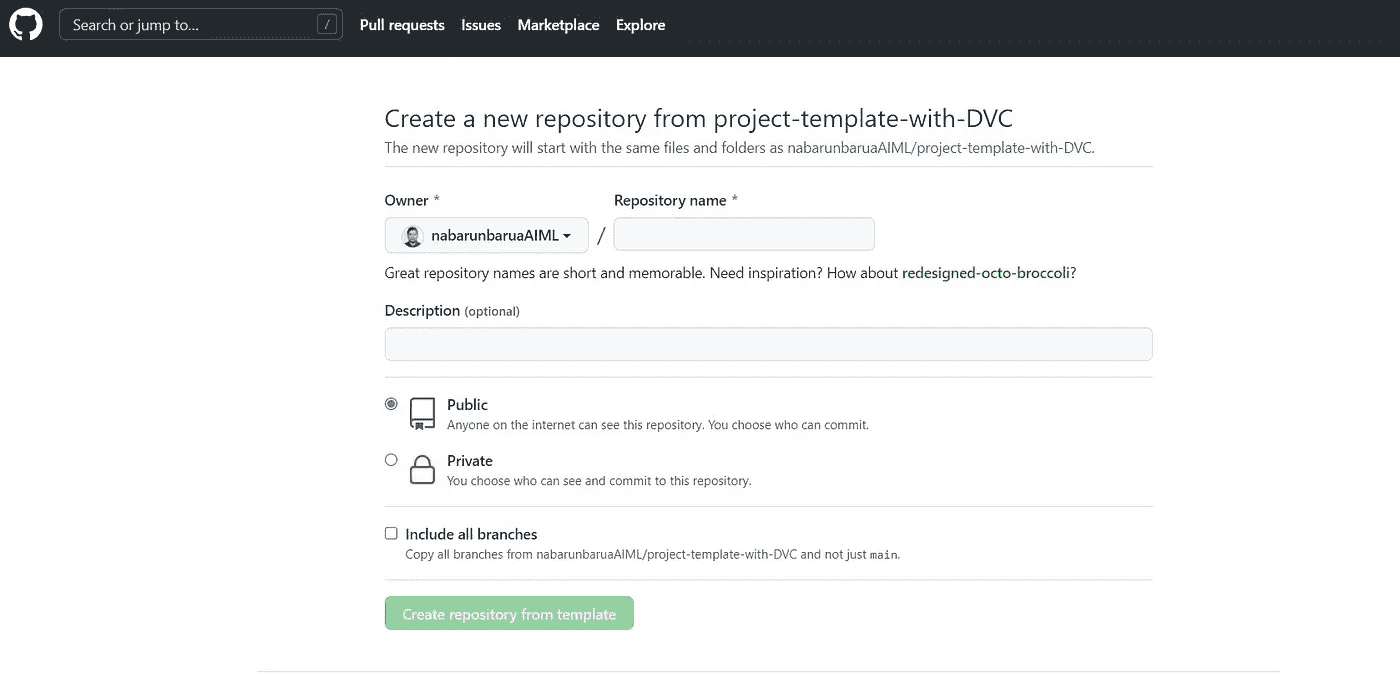 Search or jump to... /
Pull requests Issues Marketplace Explore
Create a new repository from project-template-with-DVC
The new repository will start with the same files and folders as nabarunbaruaAIML/project-template-with-DVC.
Owner * Repository name *
nabarunbaruaAIML /
Great repository names are short and memorable. Need inspiration? How about redesigned-octo-broccoli?
Description (optional)
Public
Anyone on the internet can see this repository. You choose who can commit.
Private
You choose who can see and commit to this repository.
Include all branches
Copy all branches from nabarunbaruaAIML/project-template-with-DVC and not just main.
Create repository from template